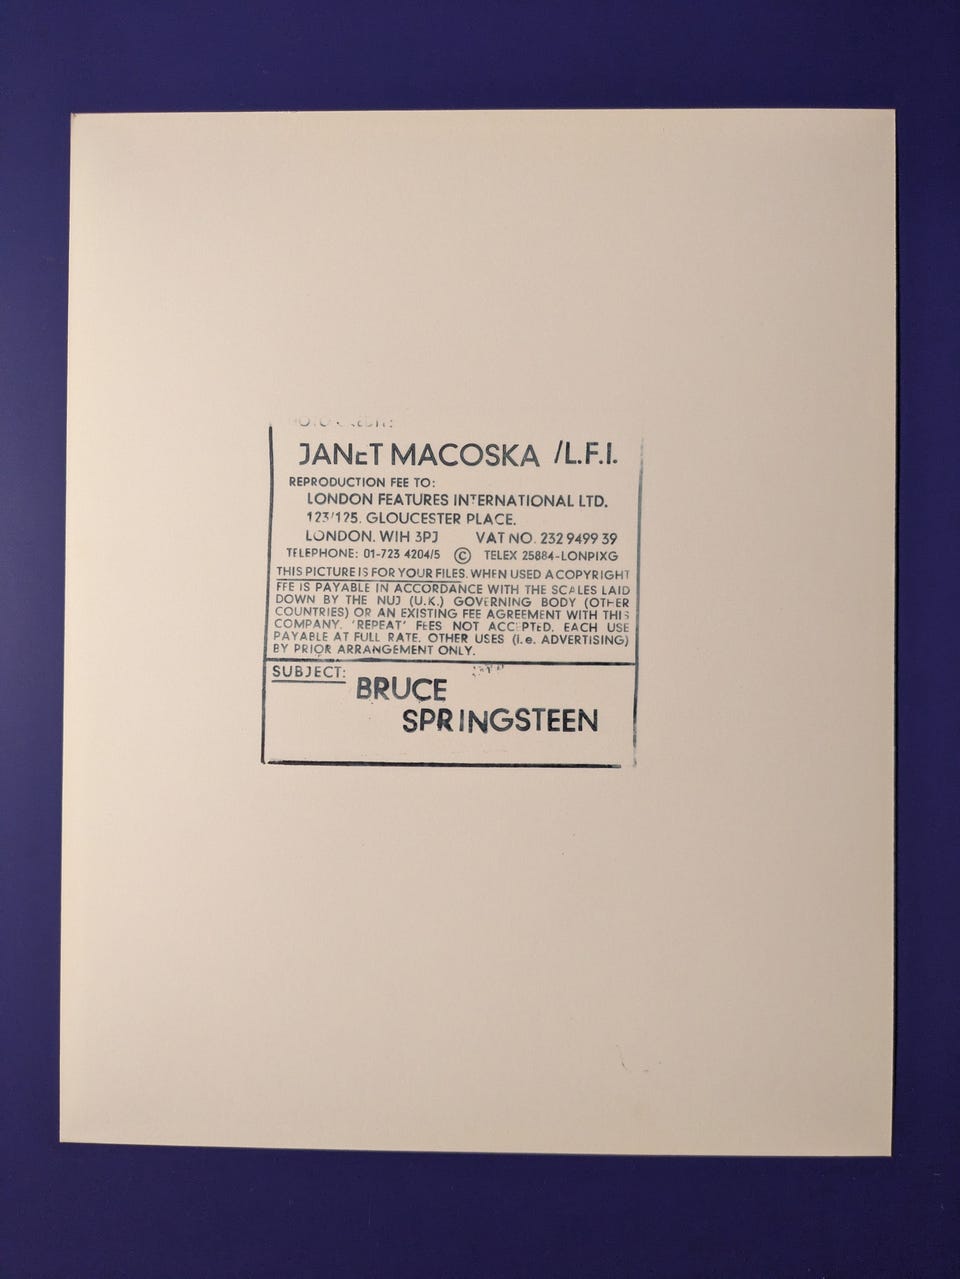 JANET MACOSKA /L.F.I.
REPRODUCTION FEE TO:
LONDON FEATURES INTERNATIONAL LTD.
123/125. GLOUCESTER PLACE.
LONDON. WIH 3PJ VAT NO. 232 9499 39
TELEPHONE: 01-723 4204/5 © TELEX 25884-LONPIXG
THIS PICTURE IS FOR YOUR FILES. WHEN USED A COPYRIGHT
FEE IS PAYABLE IN ACCORDANCE WITH THE SCALES LAID
DOWN BY THE NUJ (U.K.) GOVERNING BODY (OTHER
COUNTRIES) OR AN EXISTING FEE AGREEMENT WITH THIS
COMPANY. 'REPEAT' FEES NOT ACCEPTED. EACH USE
PAYABLE AT FULL RATE. OTHER USES (i.e. ADVERTISING)
BY PRIOR ARRANGEMENT ONLY.
SUBJECT:
BRUCE
SPRINGSTEEN